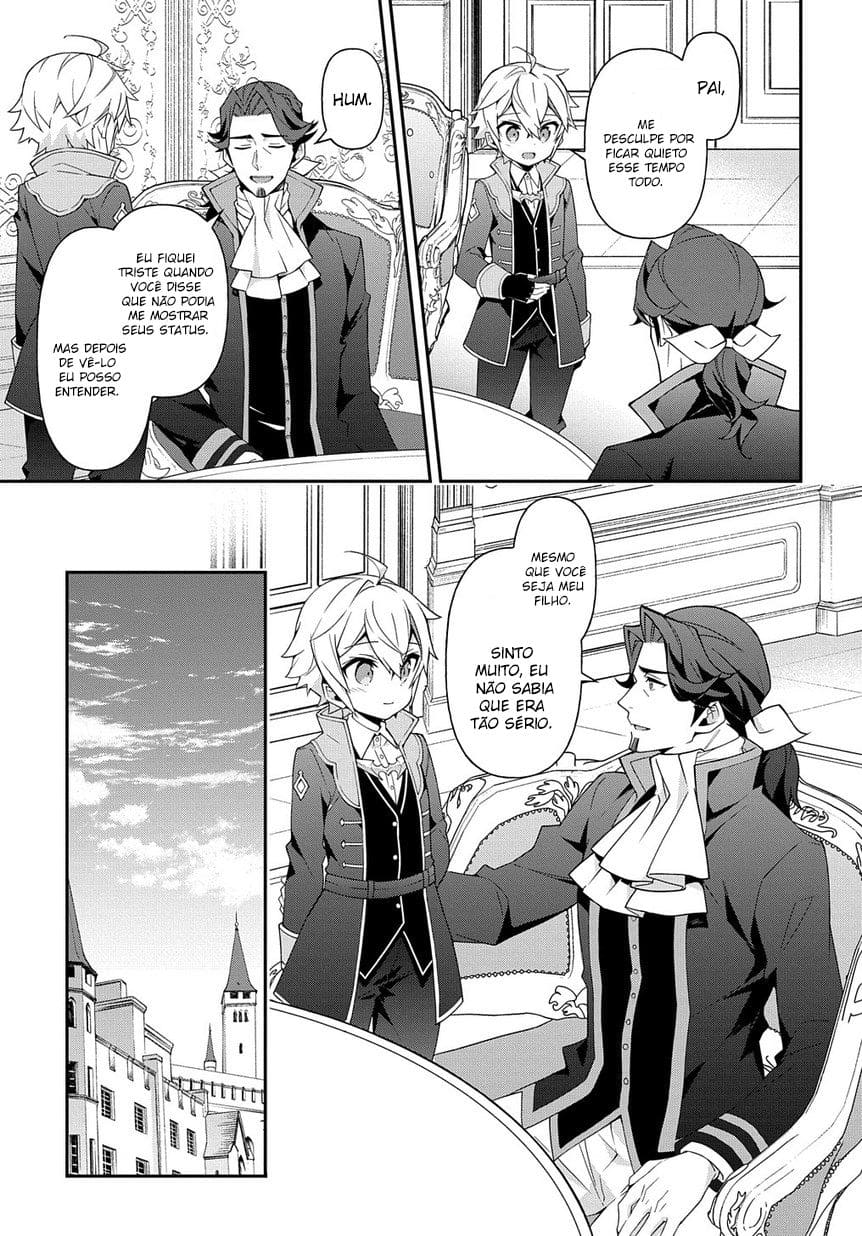 PAI,
ME
DESCULPE POR
FICAR QUIETO
ESSE TEMPO
TODO.
HUM.
EU FIQUEI
TRISTE QUANDO
VOCÊ DISSE
QUE NÃO PODIA
ME MOSTRAR
SEUS STATUS.
MAS DEPOIS
DE VÊ-LO
EU POSSO
ENTENDER.
MESMO
QUE VOCÊ
SEJA MEU
FILHO.
SINTO
MUITO, EU
NÃO SABIA
QUE ERA
TÃO SÉRIO.